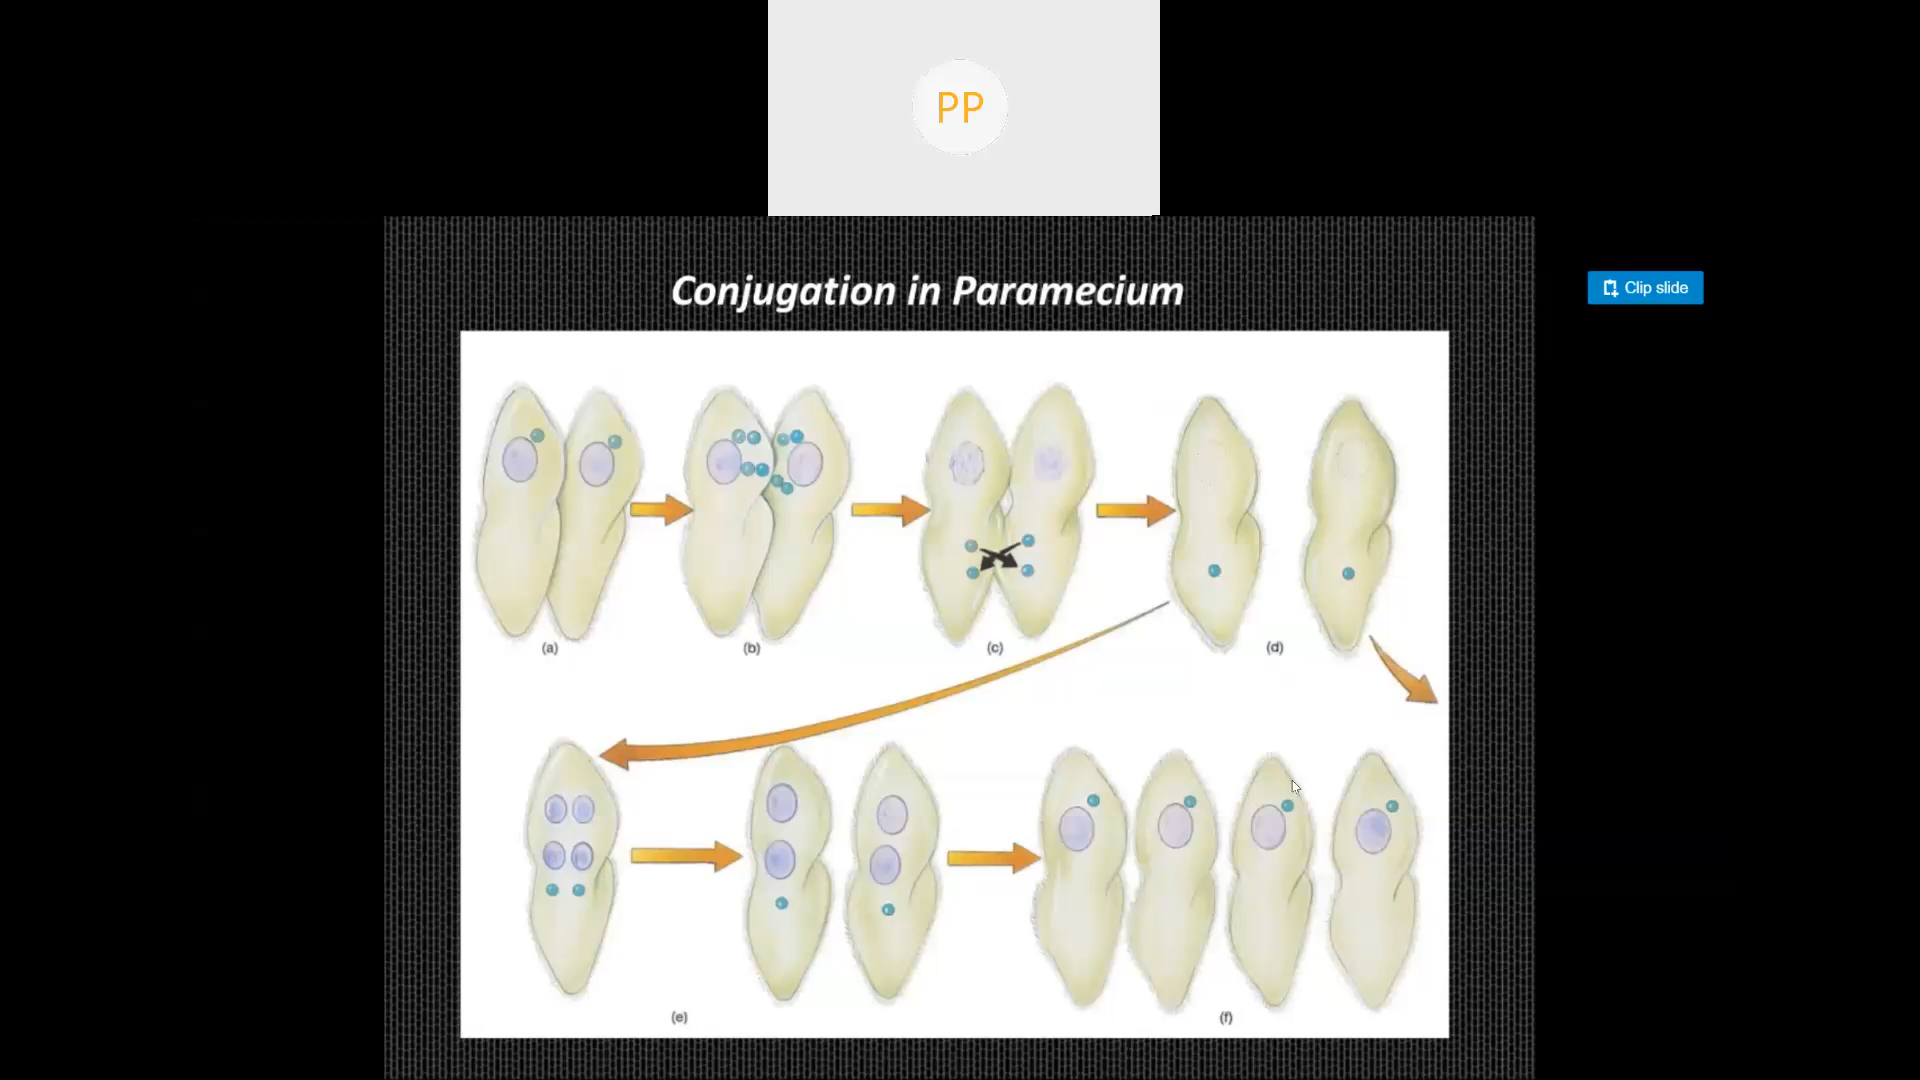 PP
Conjugation in Paramecium
Clip slide
(a)
(b)
(c)
(d)
(e)
(f)